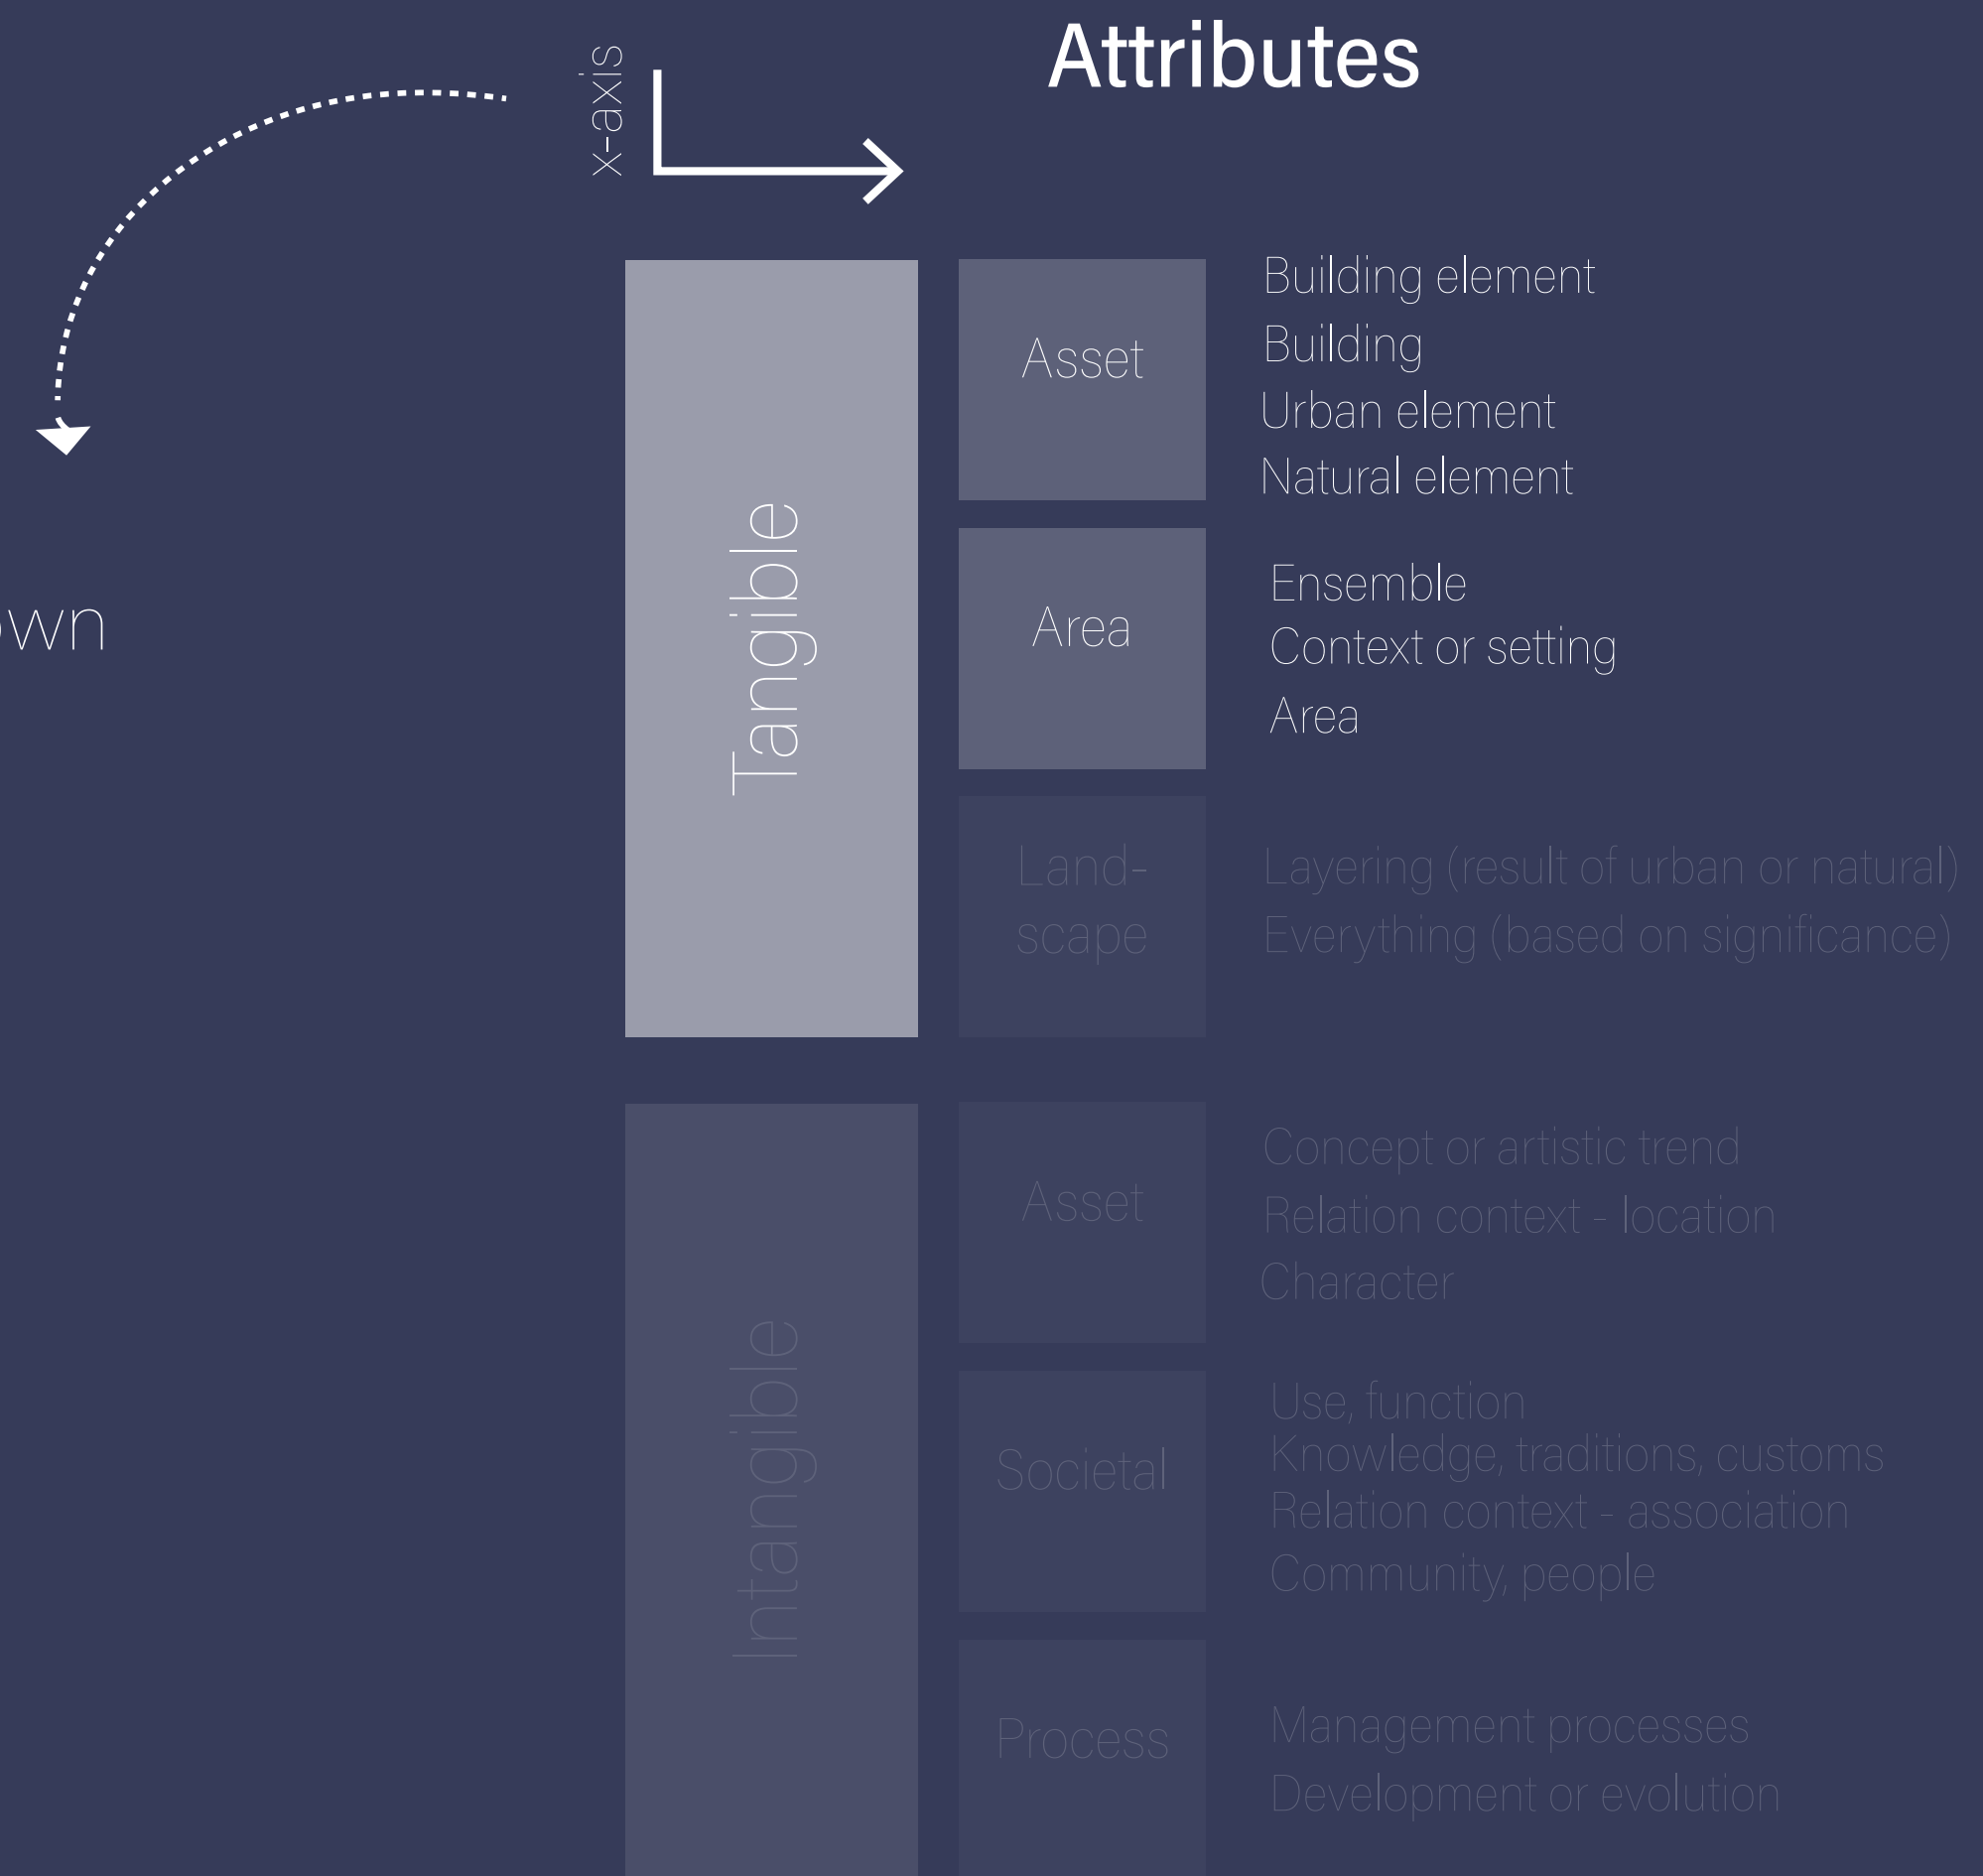 Attributes
x-axis
Tangible
Asset
Building element
Building
Urban element
Natural element
Area
Ensemble
Context or setting
Area
Land-
scape
Layering (result of urban or natural)
Everything (based on significance)
Intangible
Asset
Concept or artistic trend
Relation context - location
Character
Societal
Use, function
Knowledge, traditions, customs
Relation context - association
Community, people
Process
Management processes
Development or evolution